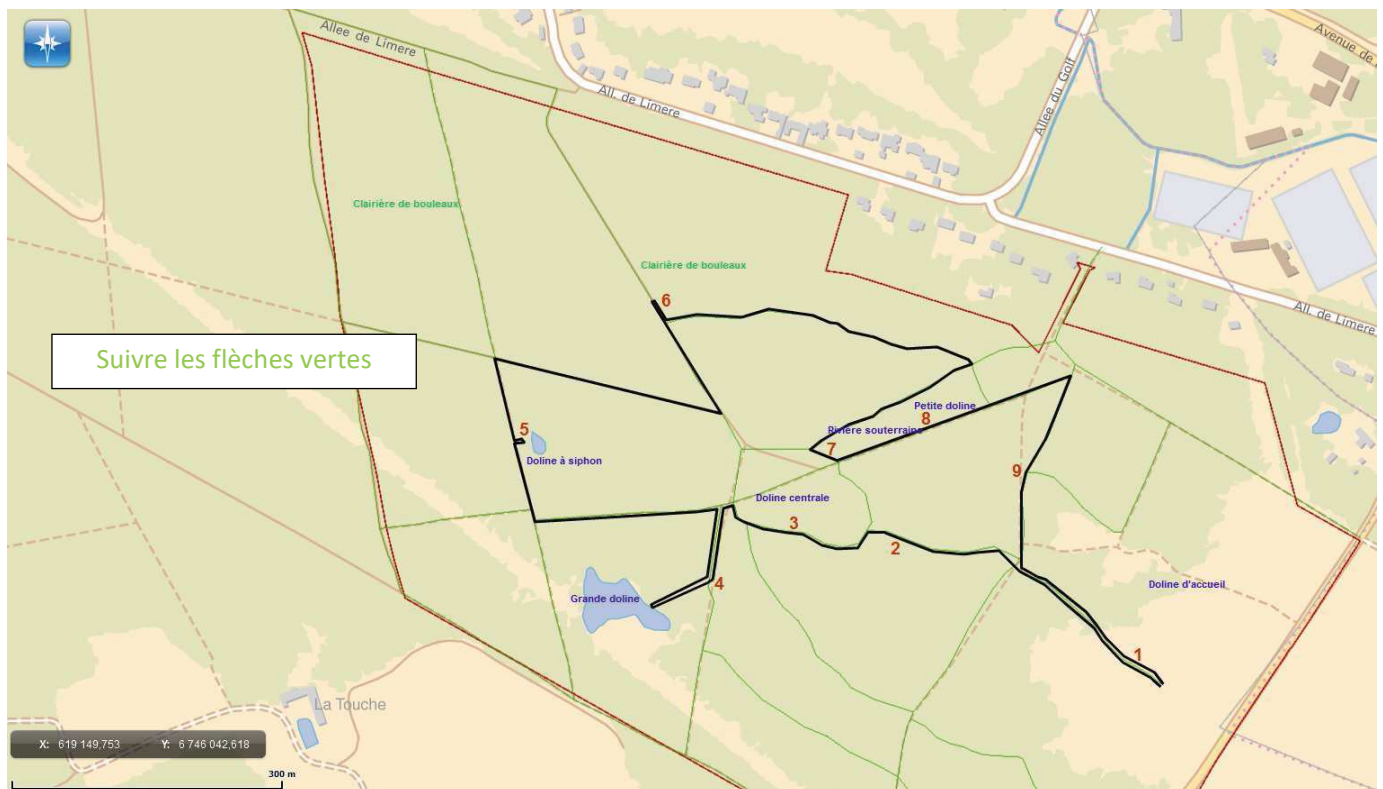 Allee de Limere
All. de Limere
Allée du Golf
Avenue de
Clairière de bouleaux
Clairière de bouleaux
6
Suivre les flèches vertes
5
Doline à siphon
Petite doline
8
Rivière souterraine
7
9
Doline centrale
3
2
All. de Limere
Grande doline
4
Doline d'accueil
1
La Touche
X: 619 149,753 Y: 6 746 042,618
300 m